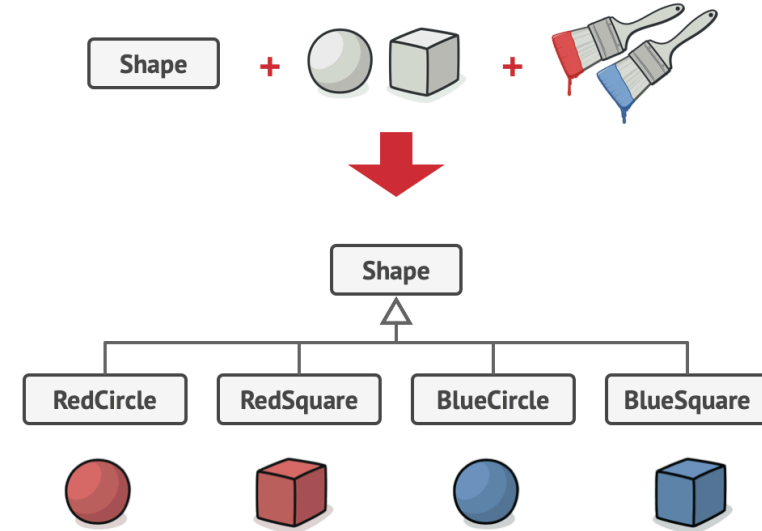 Shape
+
+
Shape
RedCircle
RedSquare
BlueCircle
BlueSquare